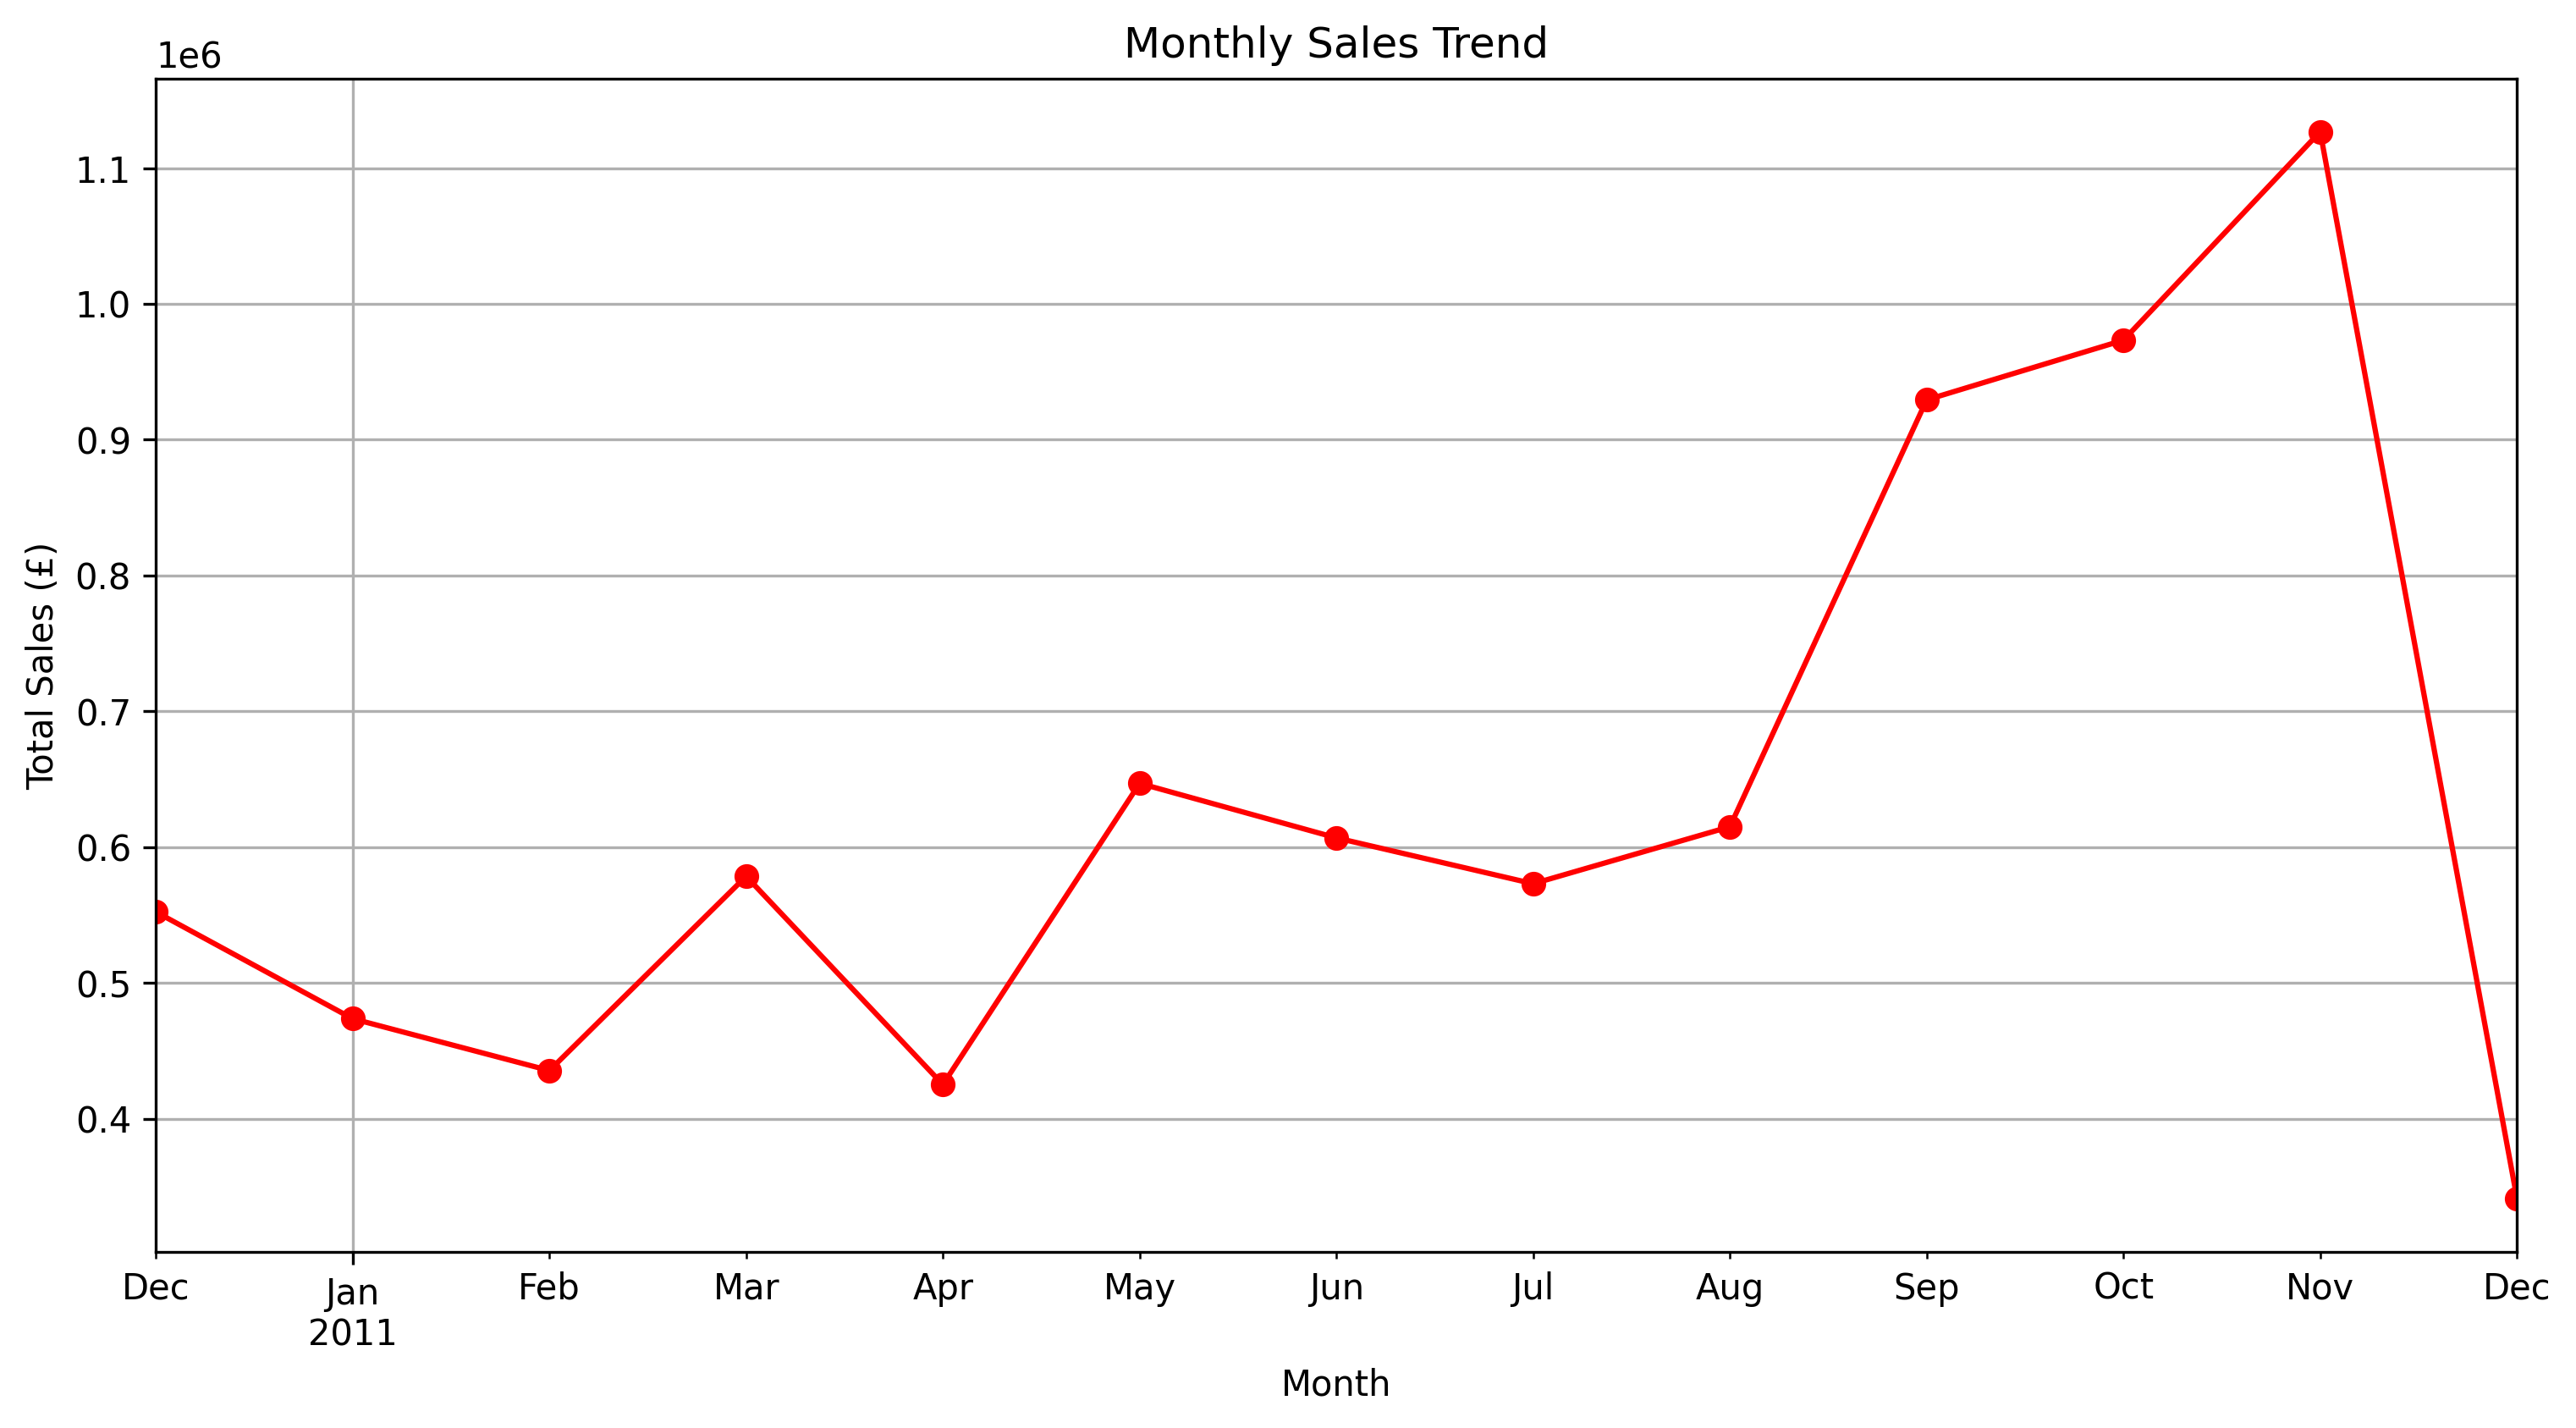 Monthly Sales Trend
1e6
1.1
1.0
0.9
0.8
0.7
0.6
0.5
0.4
Total Sales (£)
Dec Jan Feb Mar Apr May Jun Jul Aug Sep Oct Nov Dec
2011
Month